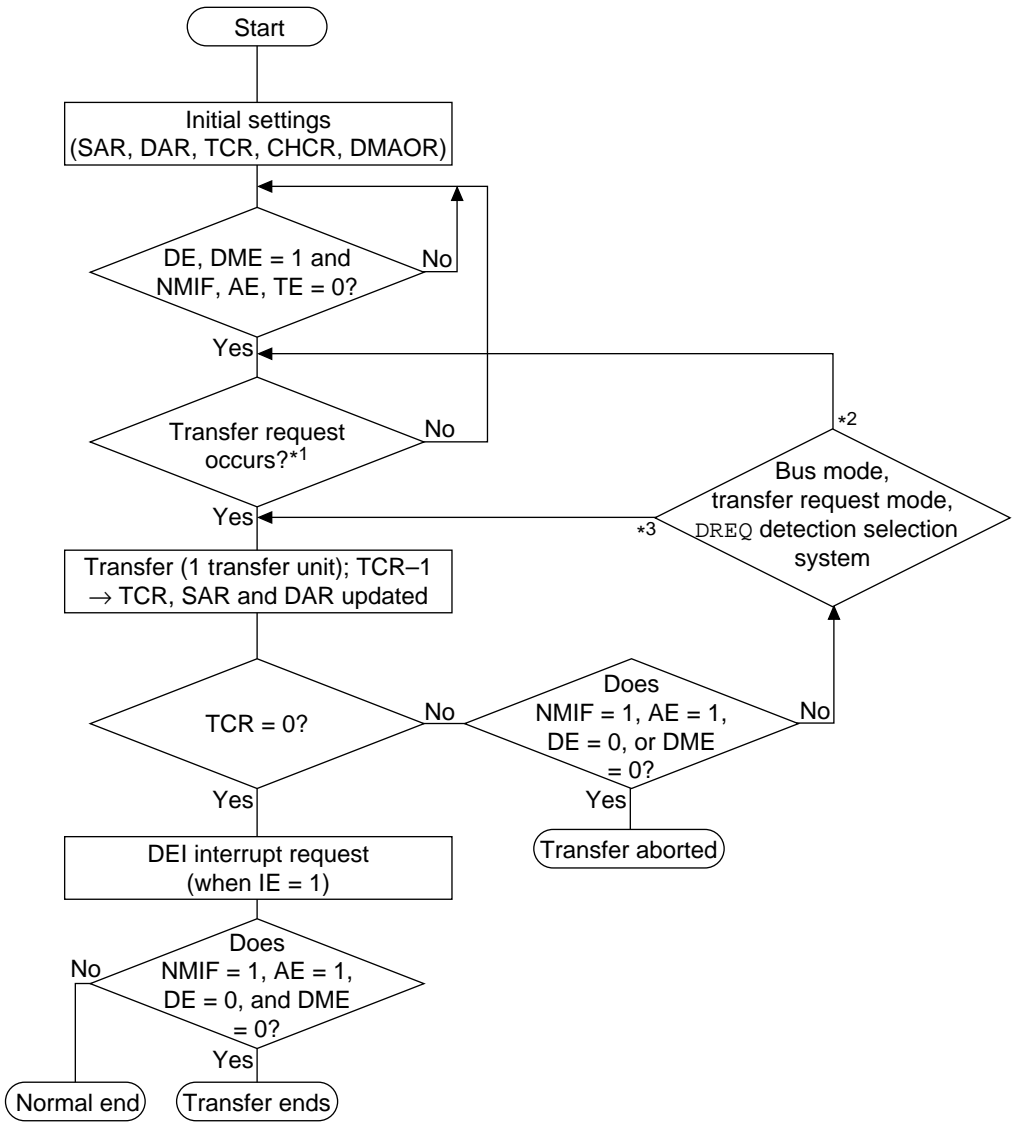 Start
Initial settings
(SAR, DAR, TCR, CHCR, DMAOR)
DE, DME = 1 and
NMIF, AE, TE = 0?
No
Yes
Transfer request
occurs?*1
No
Yes
*2
Bus mode,
transfer request mode,
DREQ detection selection
system
*3
Transfer (1 transfer unit); TCR–1
→ TCR, SAR and DAR updated
TCR = 0?
No
Does
NMIF = 1, AE = 1,
DE = 0, or DME
= 0?
No
Yes
Transfer aborted
Yes
DEI interrupt request
(when IE = 1)
Does
NMIF = 1, AE = 1,
DE = 0, and DME
= 0?
No
Yes
Normal end
Transfer ends